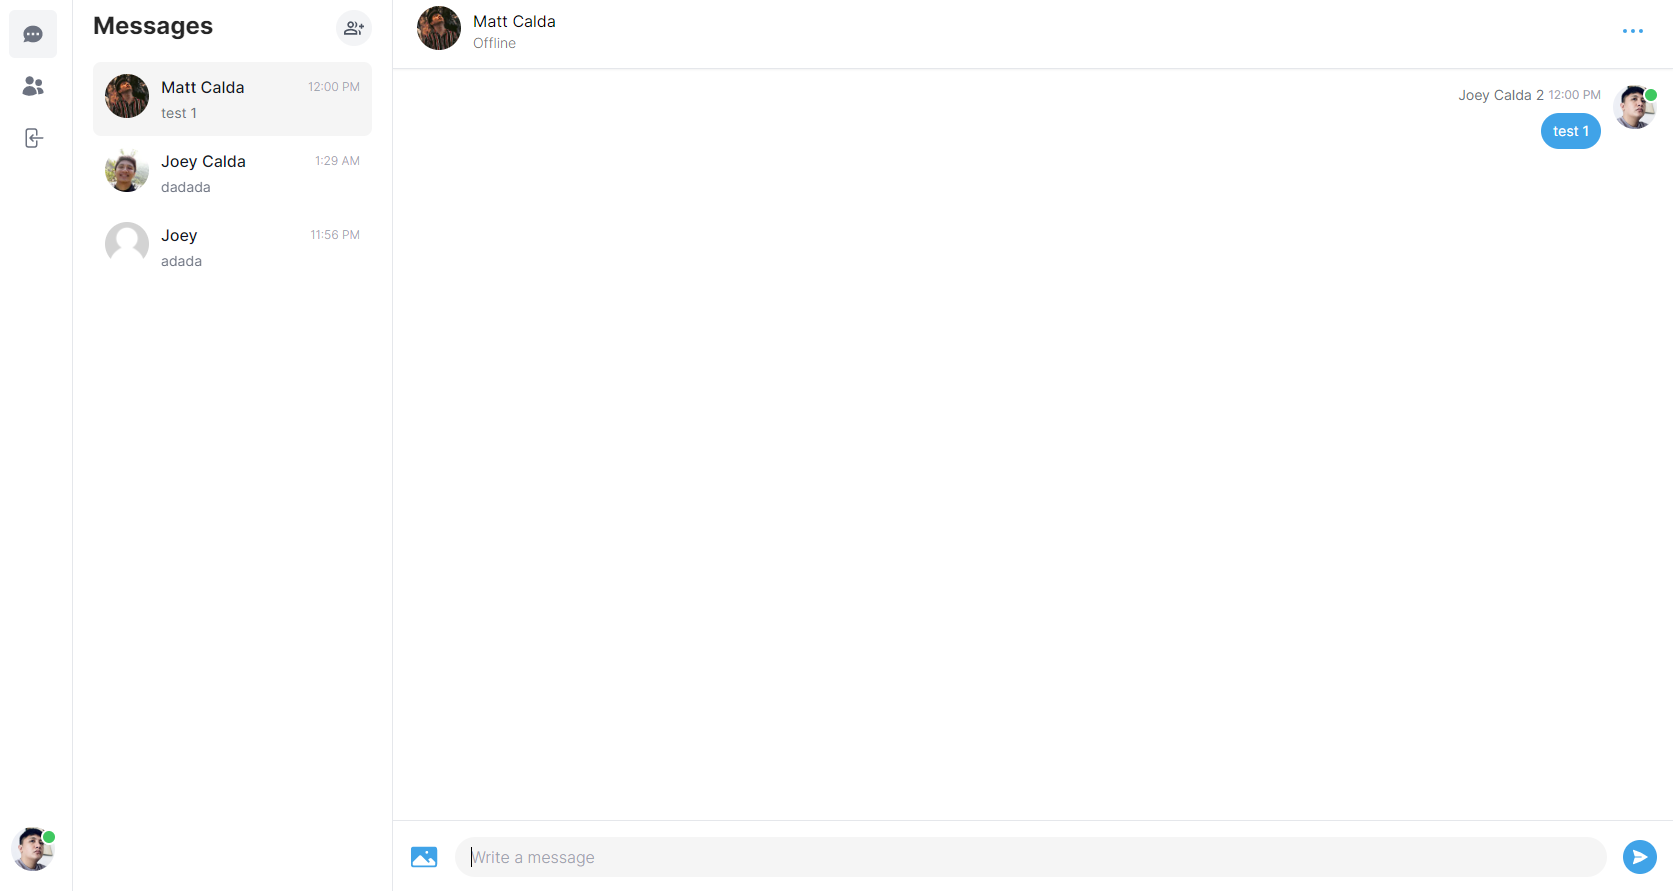 Messages
Matt Calda 12:00 PM
test 1
Joey Calda 1:29 AM
dadada
Joey 11:56 PM
adada
Matt Calda
Offline
Joey Calda 2 12:00 PM
test 1
Write a message